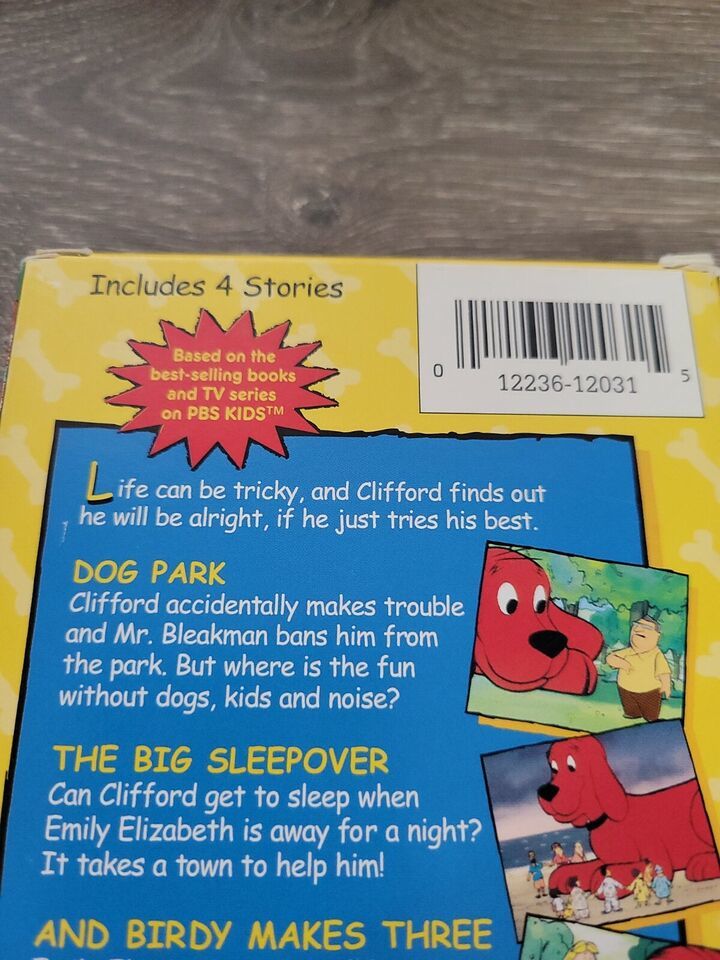 Includes 4 Stories
Based on the
best-selling books
and TV series
on PBS KIDS™
0
12236-12031
5
Life can be tricky, and Clifford finds out
he will be alright, if he just tries his best.
DOG PARK
Clifford accidentally makes trouble
and Mr. Bleakman bans him from
the park. But where is the fun
without dogs, kids and noise?
THE BIG SLEEPOVER
Can Clifford get to sleep when
Emily Elizabeth is away for a night?
It takes a town to help him!
AND BIRDY MAKES THREE